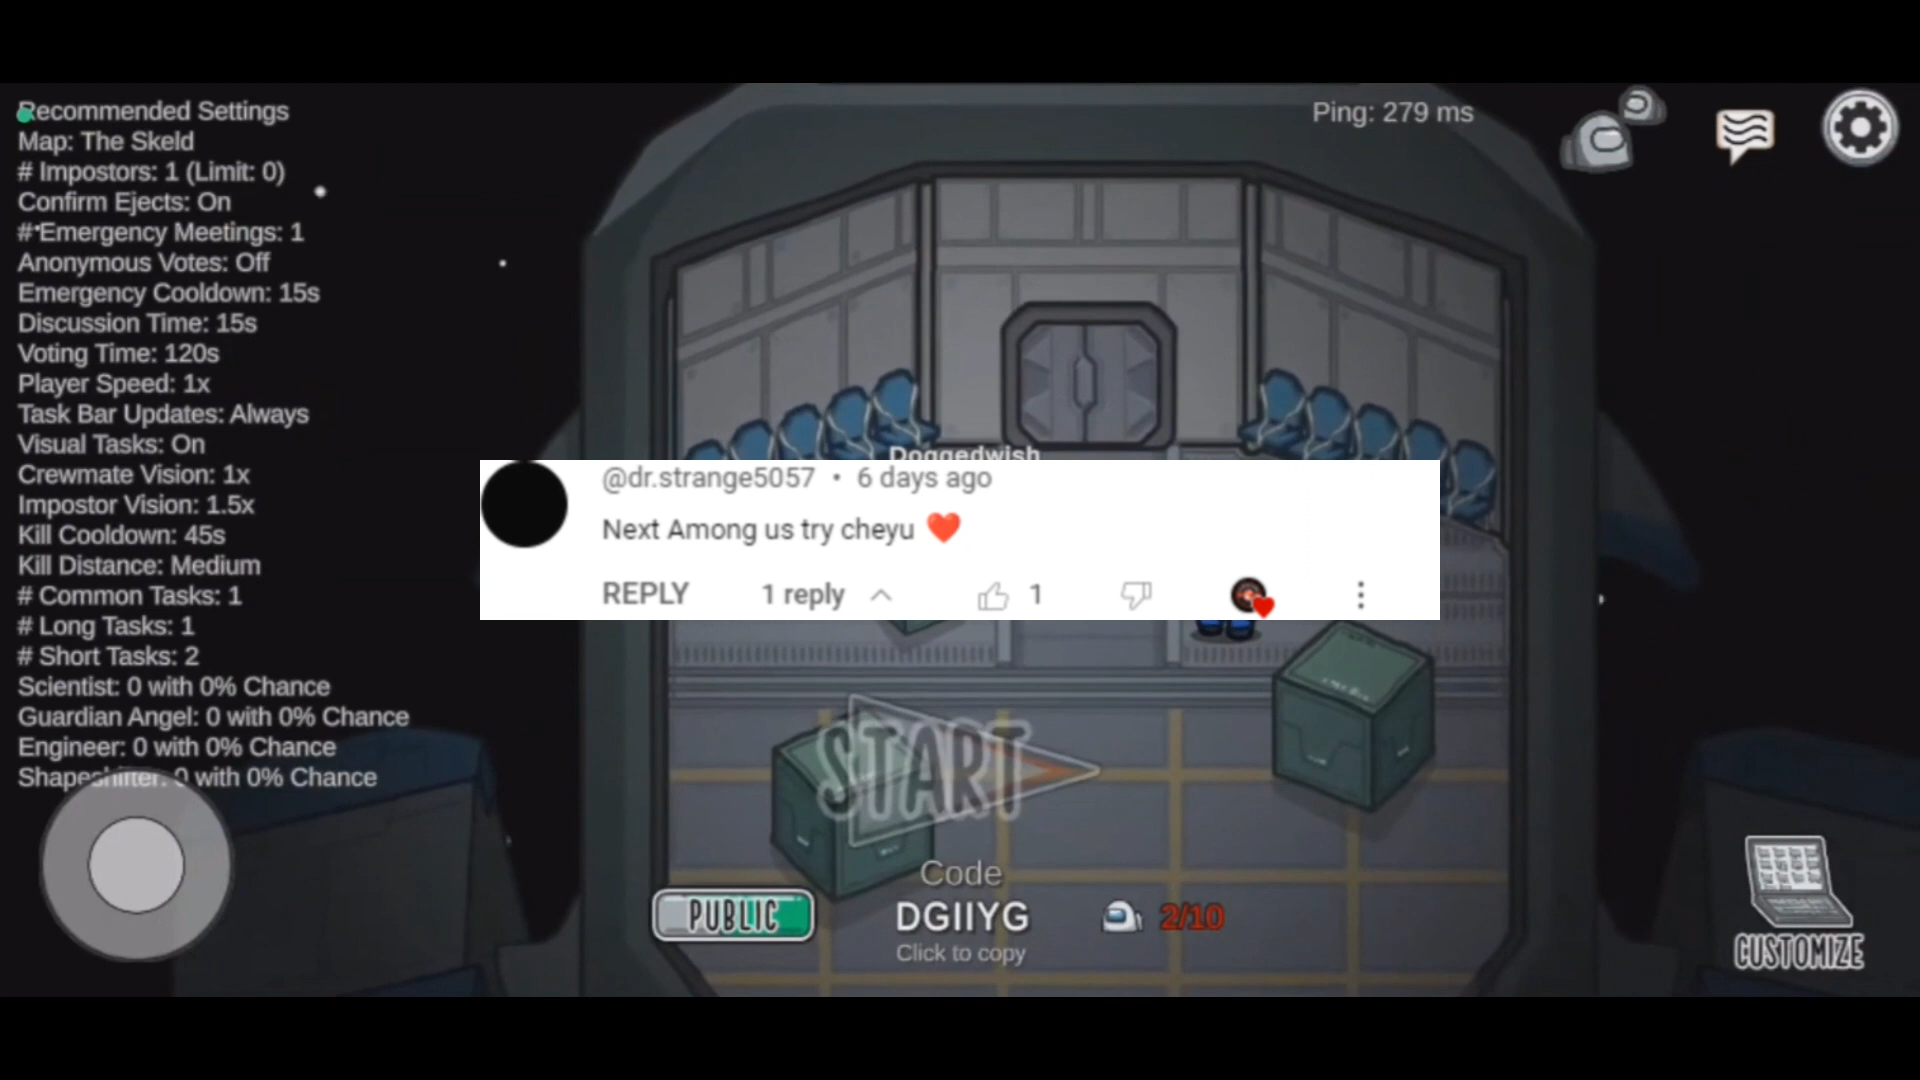 Recommended Settings
Map: The Skeld
# Impostors: 1 (Limit: 0)
Confirm Ejects: On
# Emergency Meetings: 1
Anonymous Votes: Off
Emergency Cooldown: 15s
Discussion Time: 15s
Voting Time: 120s
Player Speed: 1x
Task Bar Updates: Always
Visual Tasks: On
Crewmate Vision: 1x
Impostor Vision: 1.5x
Kill Cooldown: 45s
Kill Distance: Medium
# Common Tasks: 1
# Long Tasks: 1
# Short Tasks: 2
Scientist: 0 with 0% Chance
Guardian Angel: 0 with 0% Chance
Engineer: 0 with 0% Chance
Shapeshifter: 0 with 0% Chance
Ping: 279 ms
Doggedwish
@dr.strange5057 • 6 days ago
Next Among us try cheyu ❤️
REPLY 1 reply 1
START
Code
PUBLIC DGIIYG 2/10
Click to copy
CUSTOMIZE